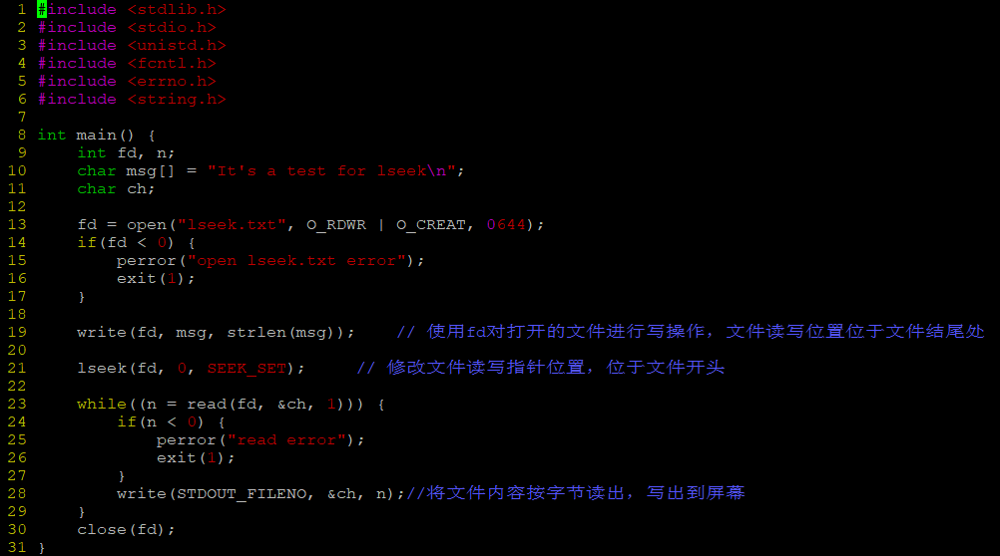 1 #include <stdlib.h>
2 #include <stdio.h>
3 #include <unistd.h>
4 #include <fcntl.h>
5 #include <errno.h>
6 #include <string.h>
7
8 int main() {
9     int fd, n;
10     char msg[] = "It's a test for lseek\n";
11     char ch;
12
13     fd = open("lseek.txt", O_RDWR | O_CREAT, 0644);
14     if(fd < 0) {
15         perror("open lseek.txt error");
16         exit(1);
17     }
18
19     write(fd, msg, strlen(msg));    // 使用fd对打开的文件进行写操作，文件读写位置位于文件结尾处
20
21     lseek(fd, 0, SEEK_SET);     // 修改文件读写指针位置，位于文件开头
22
23     while((n = read(fd, &ch, 1))) {
24         if(n < 0) {
25             perror("read error");
26             exit(1);
27         }
28         write(STDOUT_FILENO, &ch, n);//将文件内容按字节读出，写出到屏幕
29     }
30     close(fd);
31 }